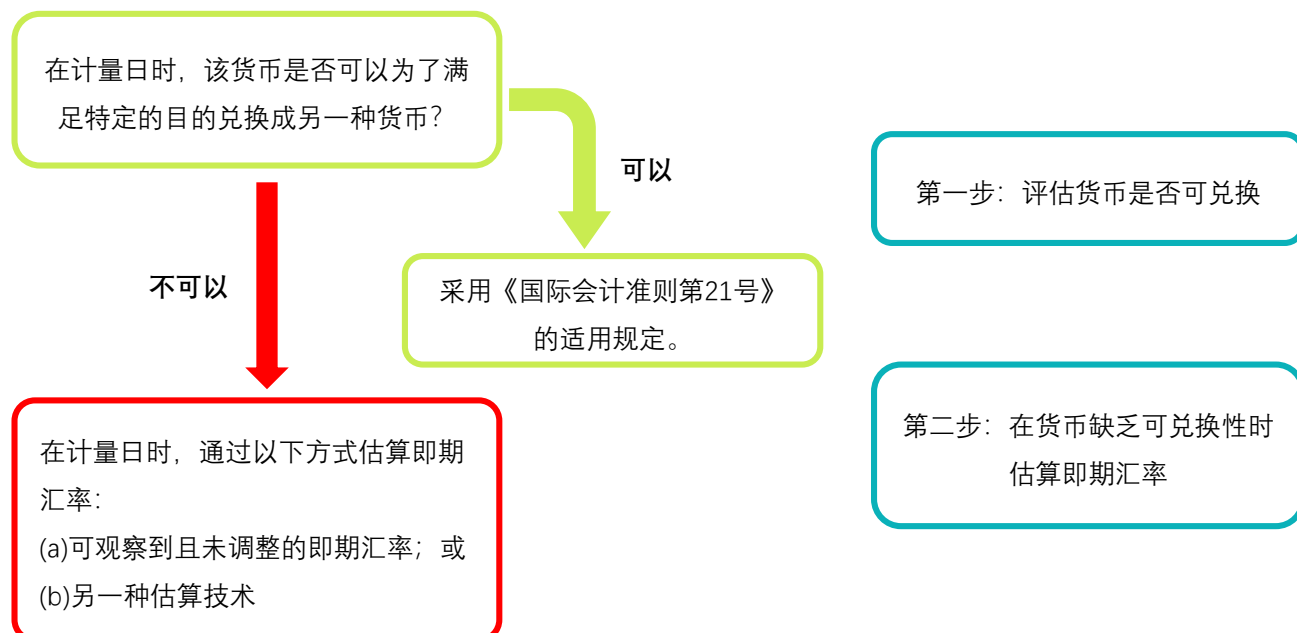 在计量日时，该货币是否可以为了满
足特定的目的兑换成另一种货币？
可以
第一步：评估货币是否可兑换
不可以
采用《国际会计准则第21号》
的适用规定。
第二步：在货币缺乏可兑换性时
估算即期汇率
在计量日时，通过以下方式估算即期
汇率：
(a)可观察到且未调整的即期汇率；或
(b)另一种估算技术